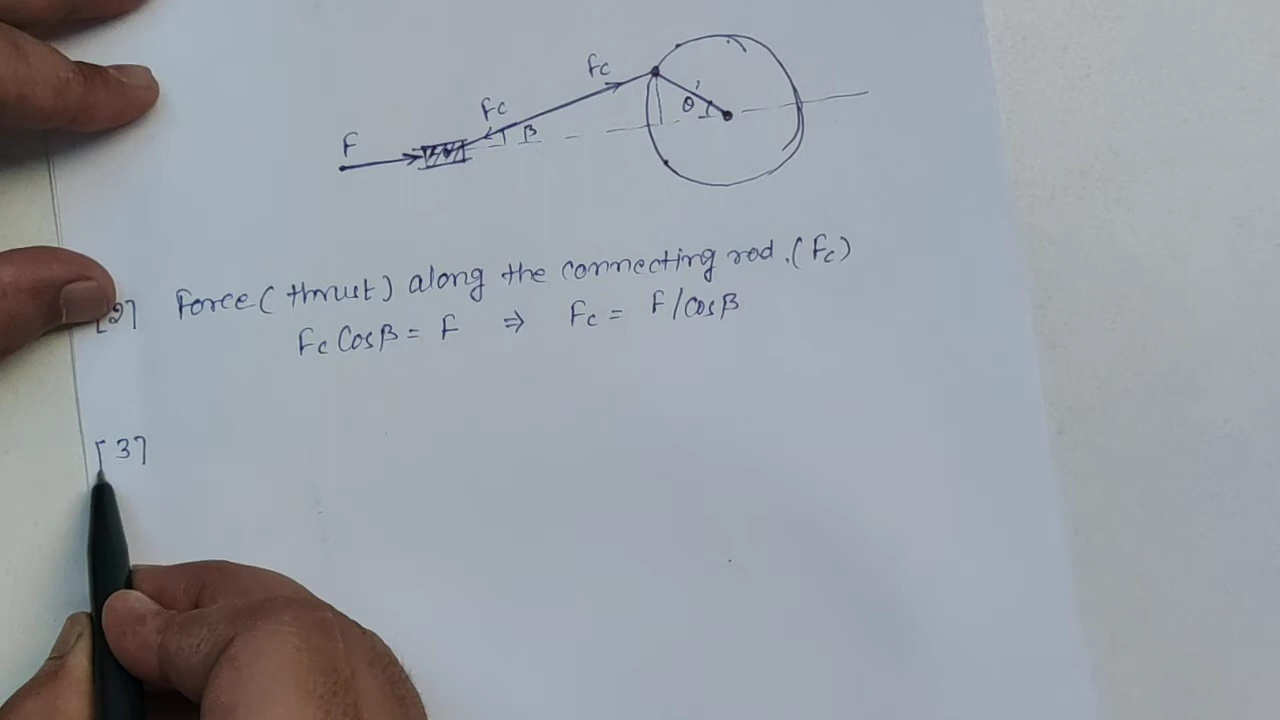 Fc
Fc
F
β
θ
[2] Force (thrust) along the connecting rod. (Fc)
Fc Cosβ = F ⇒ Fc = F/cosβ
[3]